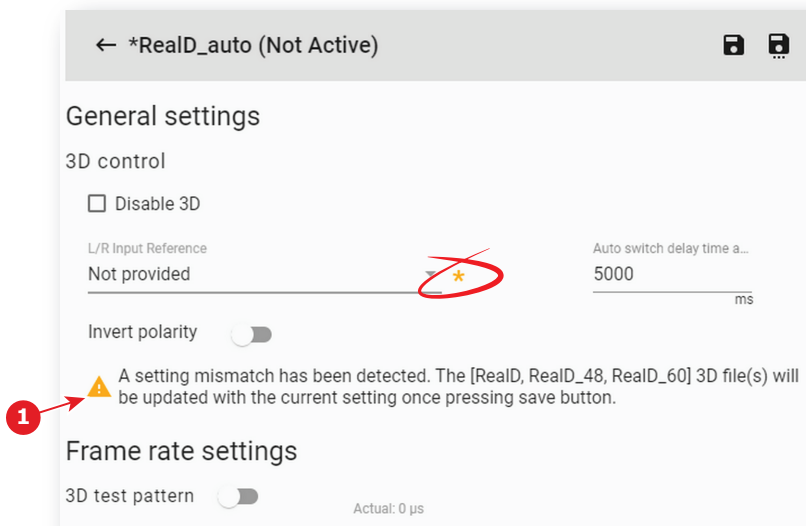 *RealD_auto (Not Active)
General settings
3D control
Disable 3D
L/R Input Reference
Auto switch delay time a...
Not provided
*
5000
ms
Invert polarity
A setting mismatch has been detected. The [RealD, RealD_48, RealD_60] 3D file(s) will
be updated with the current setting once pressing save button.
1
Frame rate settings
3D test pattern
Actual: 0 µs